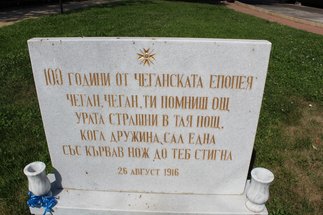 100 ГОДИНИ ОТ ЧЕГАНСКАТА ЕПОПЕЯ
ЧЕГАН, ЧЕГАН, ТИ ПОМНИШ ОЩ
УРАТА СТРАШНИ В ТАЯ НОЩ,
КОГА ДРУЖИНА САЛ ЕДНА
СЪС КЪРВАВ НОЖ ДО ТЕБ СТИГНА
26 АВГУСТ 1916